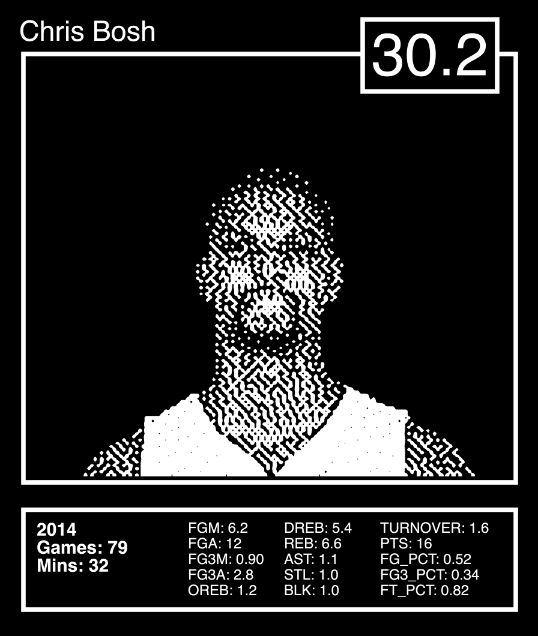 Chris Bosh
30.2
2014
Games: 79
Mins: 32
FGM: 6.2
FGA: 12
FG3M: 0.90
FG3A: 2.8
OREB: 1.2
DREB: 5.4
REB: 6.6
AST: 1.1
STL: 1.0
BLK: 1.0
TURNOVER: 1.6
PTS: 16
FG_PCT: 0.52
FG3_PCT: 0.34
FT_PCT: 0.82